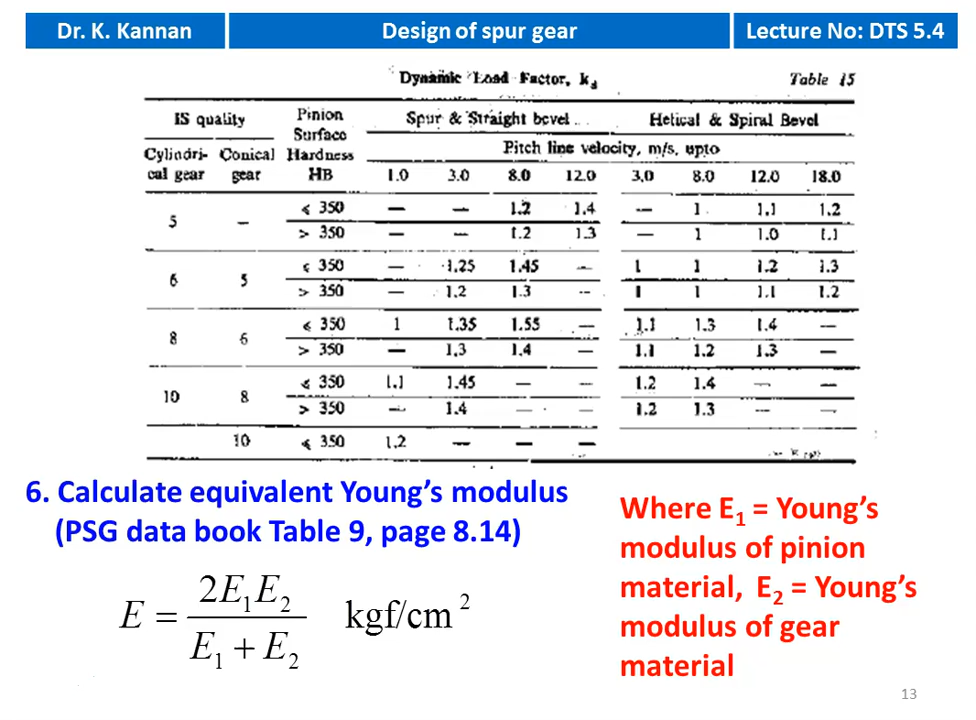 Dr. K. Kannan Design of spur gear Lecture No: DTS 5.4
Dynamic Load Factor, kd Table 15
IS quality Pinion Surface Hardness HB Spur & Straight bevel Helical & Spiral Bevel
Cylindri-cal gear Conical gear Pitch line velocity, m/s, upto
1.0 3.0 8.0 12.0 3.0 8.0 12.0 18.0
5 — ⩽ 350 — — 1.2 1.4 — 1 1.1 1.2
> 350 — — 1.2 1.3 — 1 1.0 1.1
6 5 ⩽ 350 — 1.25 1.45 — 1 1 1.2 1.3
> 350 — 1.2 1.3 -- 1 1 1.1 1.2
8 6 ⩽ 350 1 1.35 1.55 — 1.1 1.3 1.4 —
> 350 — 1.3 1.4 — 1.1 1.2 1.3 —
10 8 ⩽ 350 1.1 1.45 — — 1.2 1.4 — —
> 350 — 1.4 — — 1.2 1.3 — —
10 ⩽ 350 1.2 — — —
6. Calculate equivalent Young's modulus
(PSG data book Table 9, page 8.14)
E = 2E₁E₂ / (E₁ + E₂) kgf/cm²
Where E₁ = Young's
modulus of pinion
material, E₂ = Young's
modulus of gear
material
13